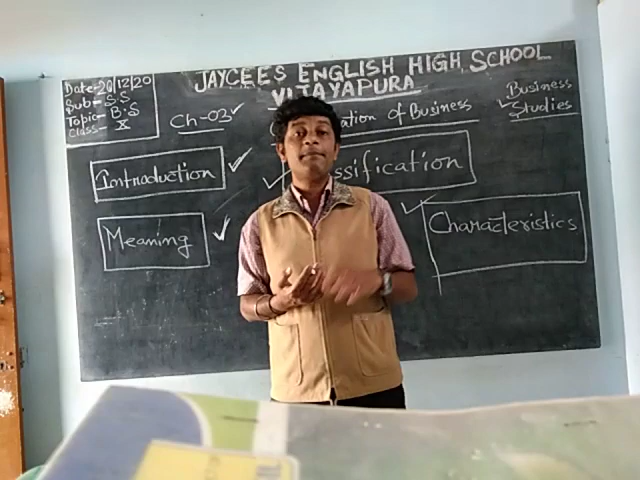 Date-20/12/20
Sub- S.S
Topic- B.S
Class- X
JAYCEES ENGLISH HIGH SCHOOL
VIJAYAPURA
Ch-03
ation of Business
Business
Studies
Introduction
ssification
Meaning
Characteristics